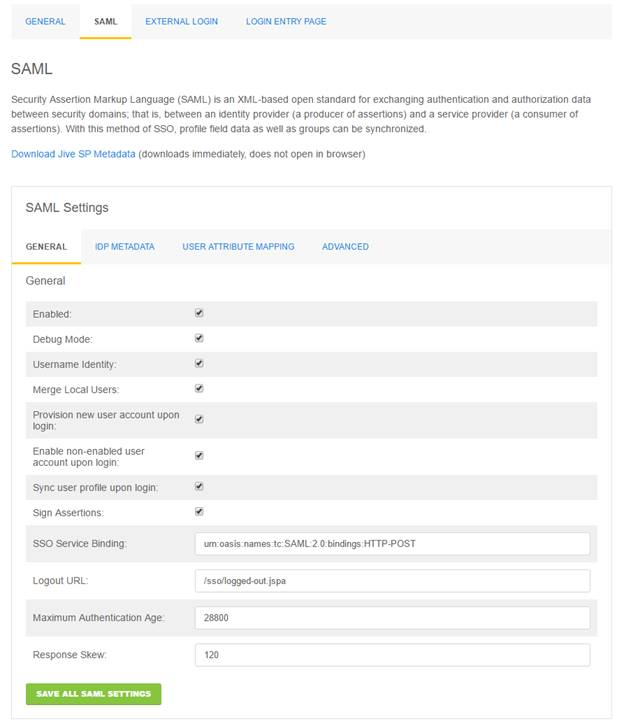 GENERAL SAML EXTERNAL LOGIN LOGIN ENTRY PAGE
SAML
Security Assertion Markup Language (SAML) is an XML-based open standard for exchanging authentication and authorization data
between security domains; that is, between an identity provider (a producer of assertions) and a service provider (a consumer of
assertions). With this method of SSO, profile field data as well as groups can be synchronized.
Download Jive SP Metadata (downloads immediately, does not open in browser)
SAML Settings
GENERAL IDP METADATA USER ATTRIBUTE MAPPING ADVANCED
General
Enabled:
Debug Mode:
Username Identity:
Merge Local Users:
Provision new user account upon
login:
Enable non-enabled user
account upon login:
Sync user profile upon login:
Sign Assertions:
SSO Service Binding: urn:oasis:names:tc:SAML:2.0:bindings:HTTP-POST
Logout URL: /sso/logged-out.jspa
Maximum Authentication Age: 28800
Response Skew: 120
SAVE ALL SAML SETTINGS